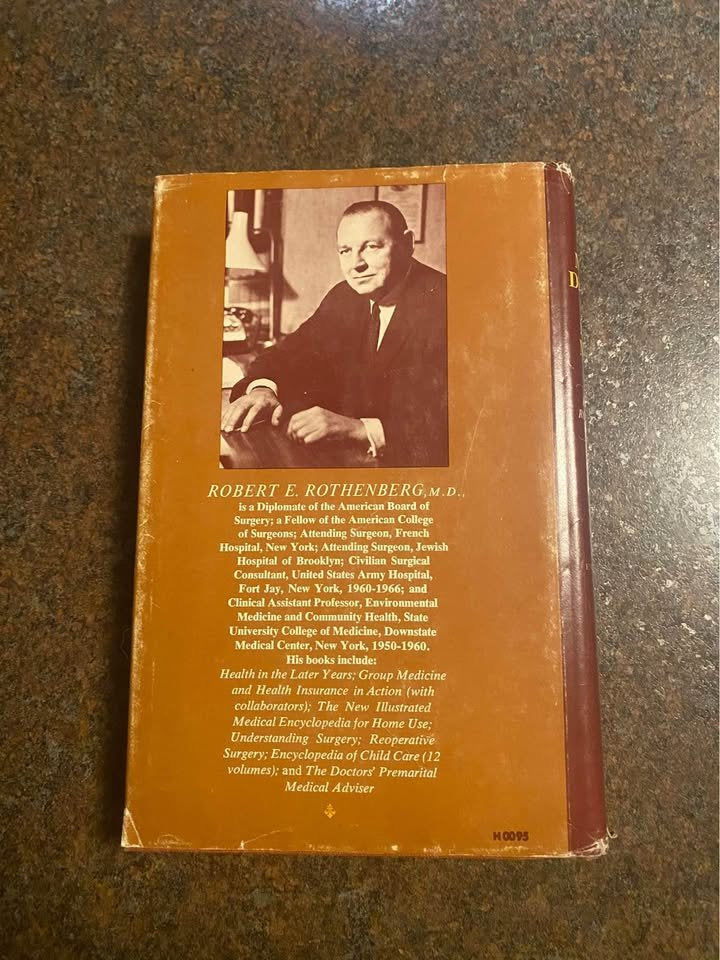 ROBERT E. ROTHENBERG, M.D.,
is a Diplomate of the American Board of
Surgery; a Fellow of the American College
of Surgeons; Attending Surgeon, French
Hospital, New York; Attending Surgeon, Jewish
Hospital of Brooklyn; Civilian Surgical
Consultant, United States Army Hospital,
Fort Jay, New York, 1960-1966; and
Clinical Assistant Professor, Environmental
Medicine and Community Health, State
University College of Medicine, Downstate
Medical Center, New York, 1950-1960.
His books include:
Health in the Later Years; Group Medicine
and Health Insurance in Action (with
collaborators); The New Illustrated
Medical Encyclopedia for Home Use;
Understanding Surgery; Reoperative
Surgery; Encyclopedia of Child Care (12
volumes); and The Doctors' Premarital
Medical Adviser
H 0095